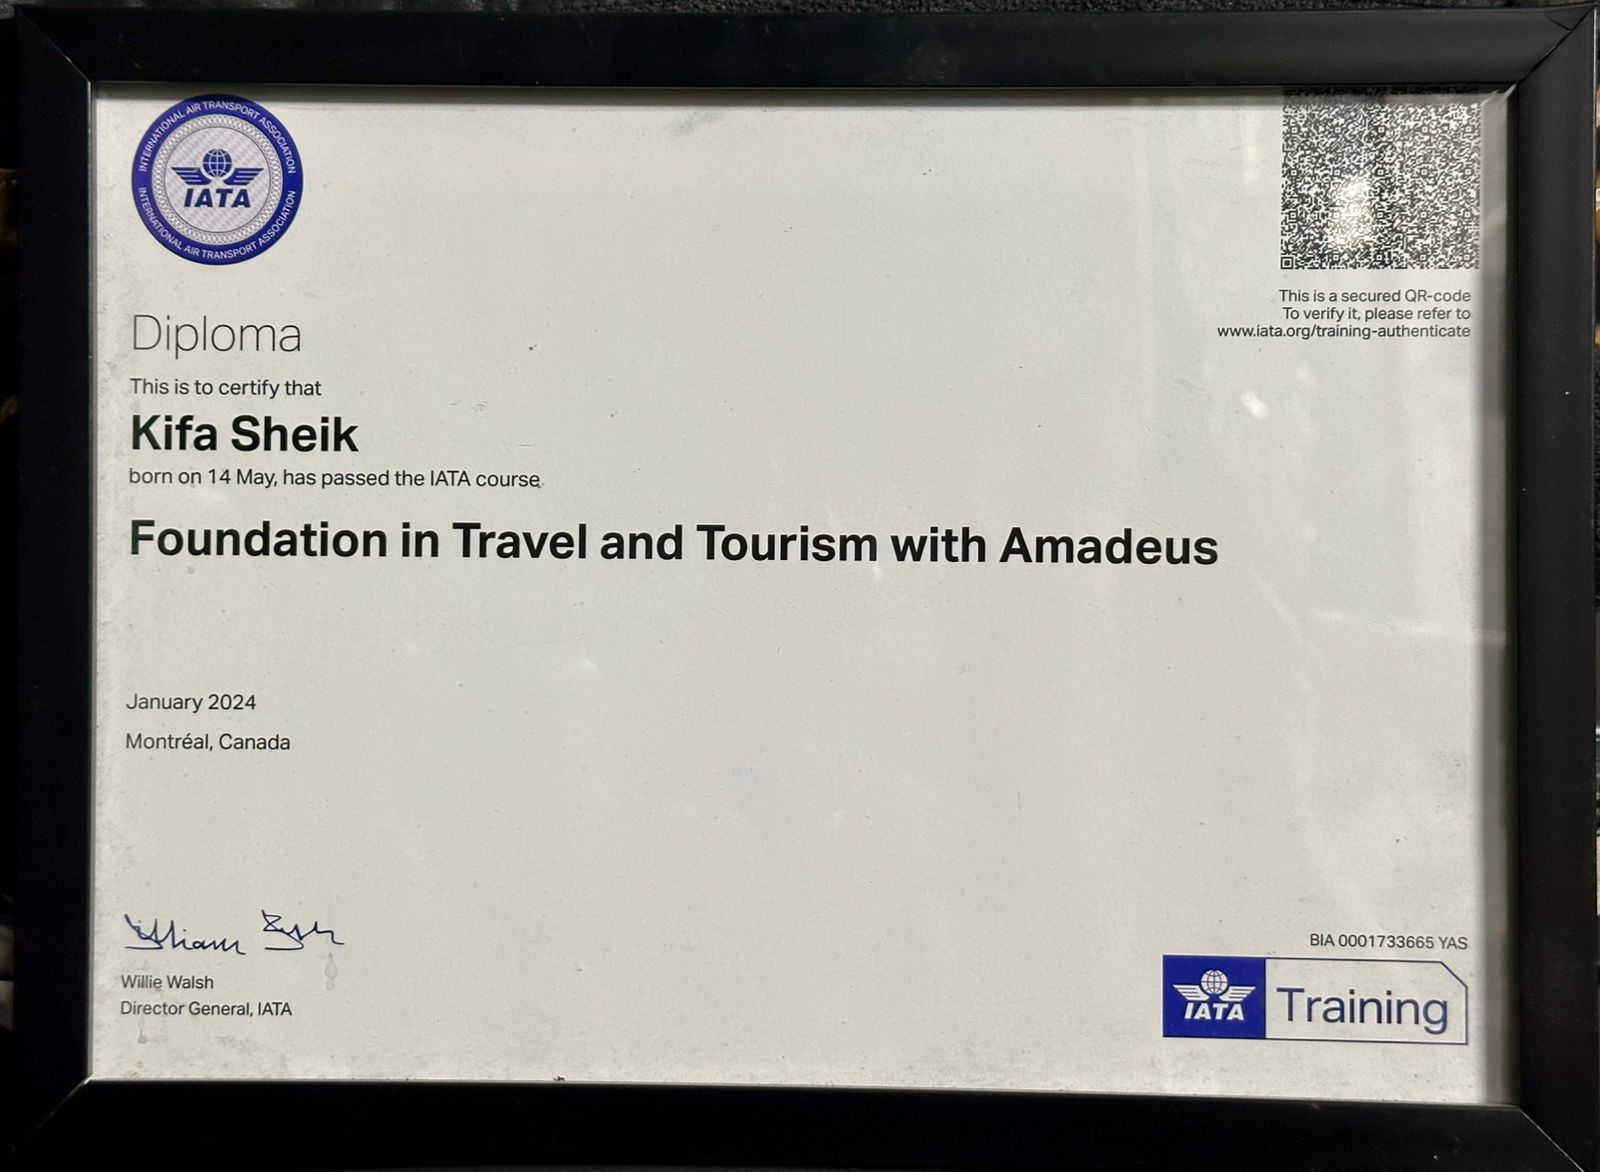 INTERNATIONAL AIR TRANSPORT ASSOCIATION
INTERNATIONAL AIR TRANSPORT ASSOCIATION
IATA
This is a secured QR-code
To verify it, please refer to
www.iata.org/training-authenticate
Diploma
This is to certify that
Kifa Sheik
born on 14 May, has passed the IATA course
Foundation in Travel and Tourism with Amadeus
January 2024
Montréal, Canada
Willie Walsh
Director General, IATA
BIA 0001733665 YAS
IATA Training